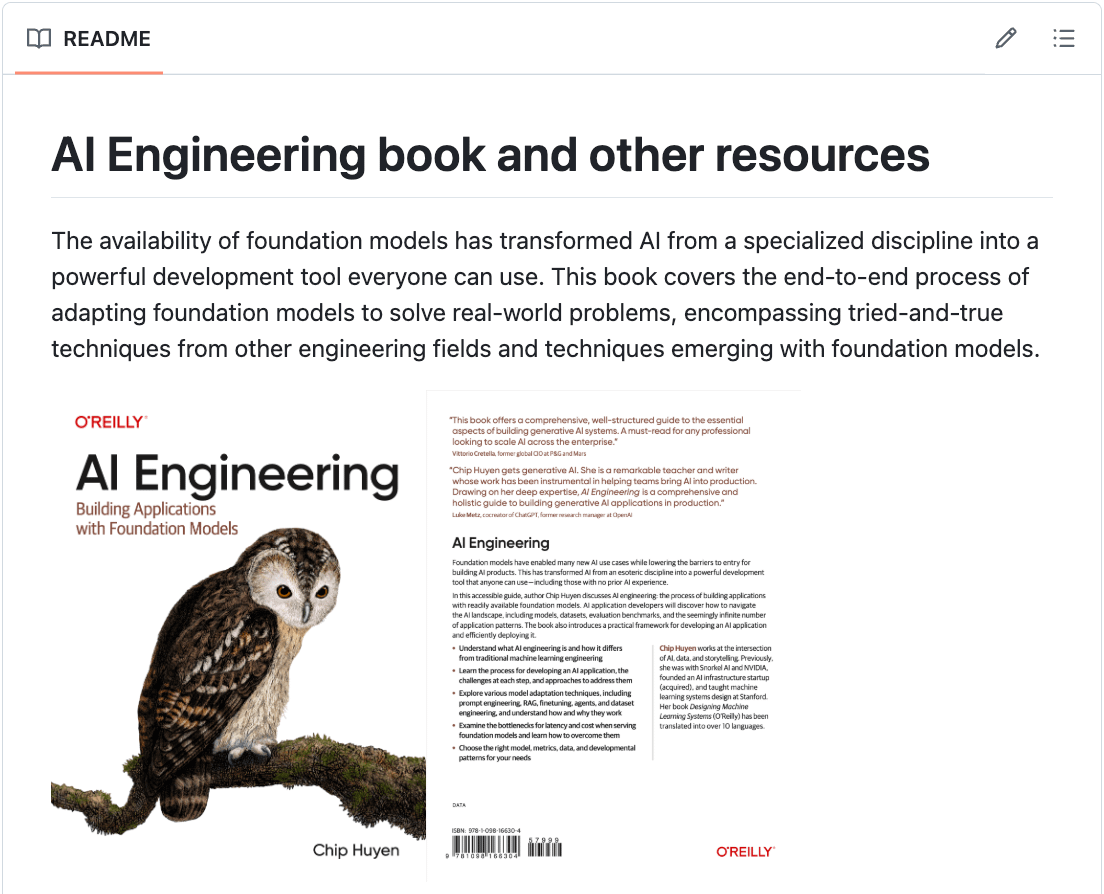 README
AI Engineering book and other resources
The availability of foundation models has transformed AI from a specialized discipline into a
powerful development tool everyone can use. This book covers the end-to-end process of
adapting foundation models to solve real-world problems, encompassing tried-and-true
techniques from other engineering fields and techniques emerging with foundation models.
O'REILLY®
AI Engineering
Building Applications
with Foundation Models
Chip Huyen
"This book offers a comprehensive, well-structured guide to the essential
aspects of building generative AI systems. A must-read for any professional
looking to scale AI across the enterprise."
Vittorio Cretella, former global CIO at P&G and Mars
"Chip Huyen gets generative AI. She is a remarkable teacher and writer
whose work has been instrumental in helping teams bring AI into production.
Drawing on her deep expertise, AI Engineering is a comprehensive and
holistic guide to building generative AI applications in production."
Luke Metz, cocreator of ChatGPT, former research manager at OpenAI
AI Engineering
Foundation models have enabled many new AI use cases while lowering the barriers to entry for
building AI products. This has transformed AI from an esoteric discipline into a powerful development
tool that anyone can use—including those with no prior AI experience.
In this accessible guide, author Chip Huyen discusses AI engineering: the process of building applications
with readily available foundation models. AI application developers will discover how to navigate
the AI landscape, including models, datasets, evaluation benchmarks, and the seemingly infinite number
of application patterns. The book also introduces a practical framework for developing an AI application
and efficiently deploying it.
• Understand what AI engineering is and how it differs
from traditional machine learning engineering
• Learn the process for developing an AI application, the
challenges at each step, and approaches to address them
• Explore various model adaptation techniques, including
prompt engineering, RAG, finetuning, agents, and dataset
engineering, and understand how and why they work
• Examine the bottlenecks for latency and cost when serving
foundation models and learn how to overcome them
• Choose the right model, metrics, data, and developmental
patterns for your needs
Chip Huyen works at the intersection
of AI, data, and storytelling. Previously,
she was with Snorkel AI and NVIDIA,
founded an AI infrastructure startup
(acquired), and taught machine
learning systems design at Stanford.
Her book Designing Machine
Learning Systems (O'Reilly) has been
translated into over 10 languages.
DATA
ISBN: 978-1-098-16630-4
57999
9 781098 166304
O'REILLY®